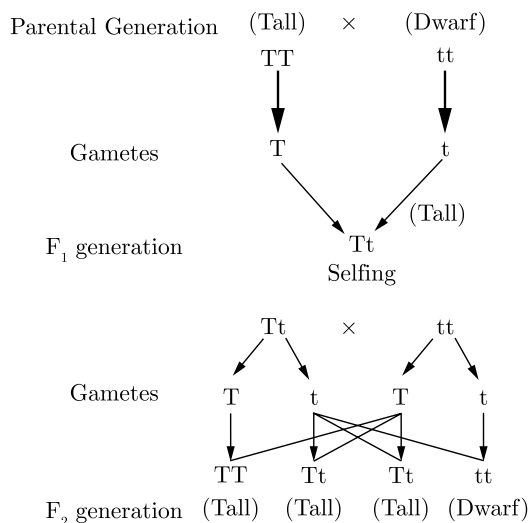 Parental Generation (Tall) × (Dwarf)
TT tt
Gametes T t
(Tall)
F₁ generation Tt
Selfing
Tt × tt
Gametes T t T t
TT Tt Tt tt
F₂ generation (Tall) (Tall) (Tall) (Dwarf)